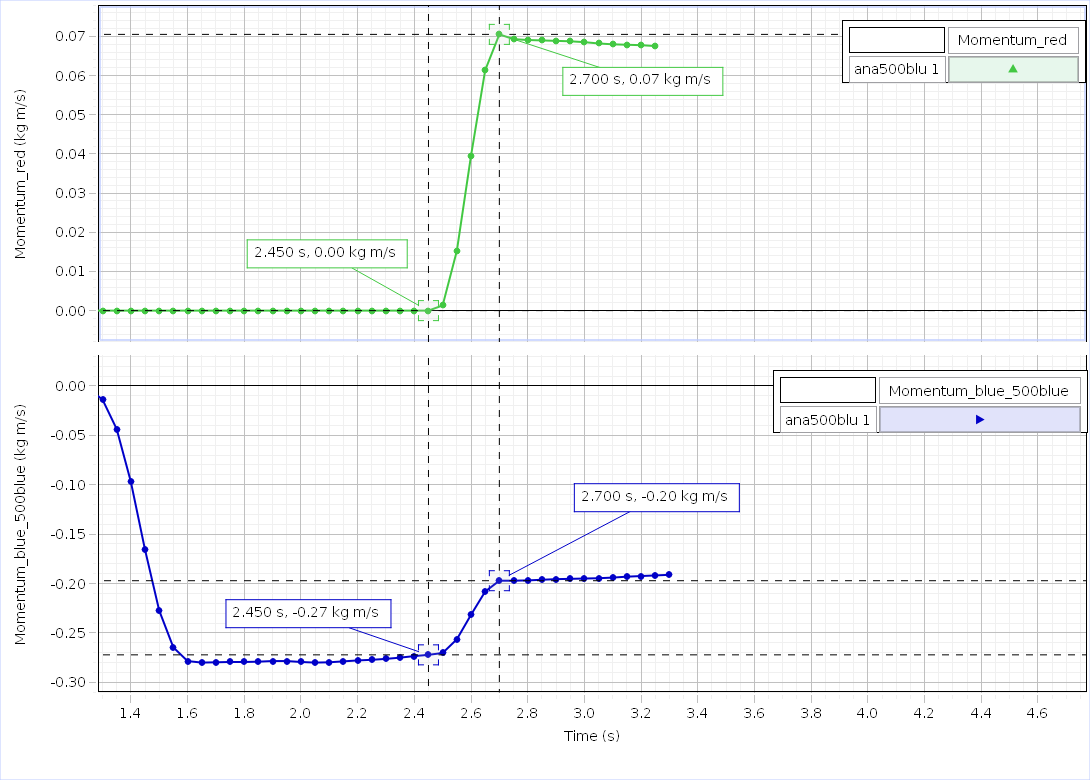 Momentum_red (kg m/s)
0.07
0.06
0.05
0.04
0.03
0.02
0.01
0.00
2.700 s, 0.07 kg m/s
2.450 s, 0.00 kg m/s
Momentum_red
ana500blu 1
Momentum_blue_500blue (kg m/s)
0.00
-0.05
-0.10
-0.15
-0.20
-0.25
-0.30
Momentum_blue_500blue
ana500blu 1
2.700 s, -0.20 kg m/s
2.450 s, -0.27 kg m/s
1.4 1.6 1.8 2.0 2.2 2.4 2.6 2.8 3.0 3.2 3.4 3.6 3.8 4.0 4.2 4.4 4.6
Time (s)